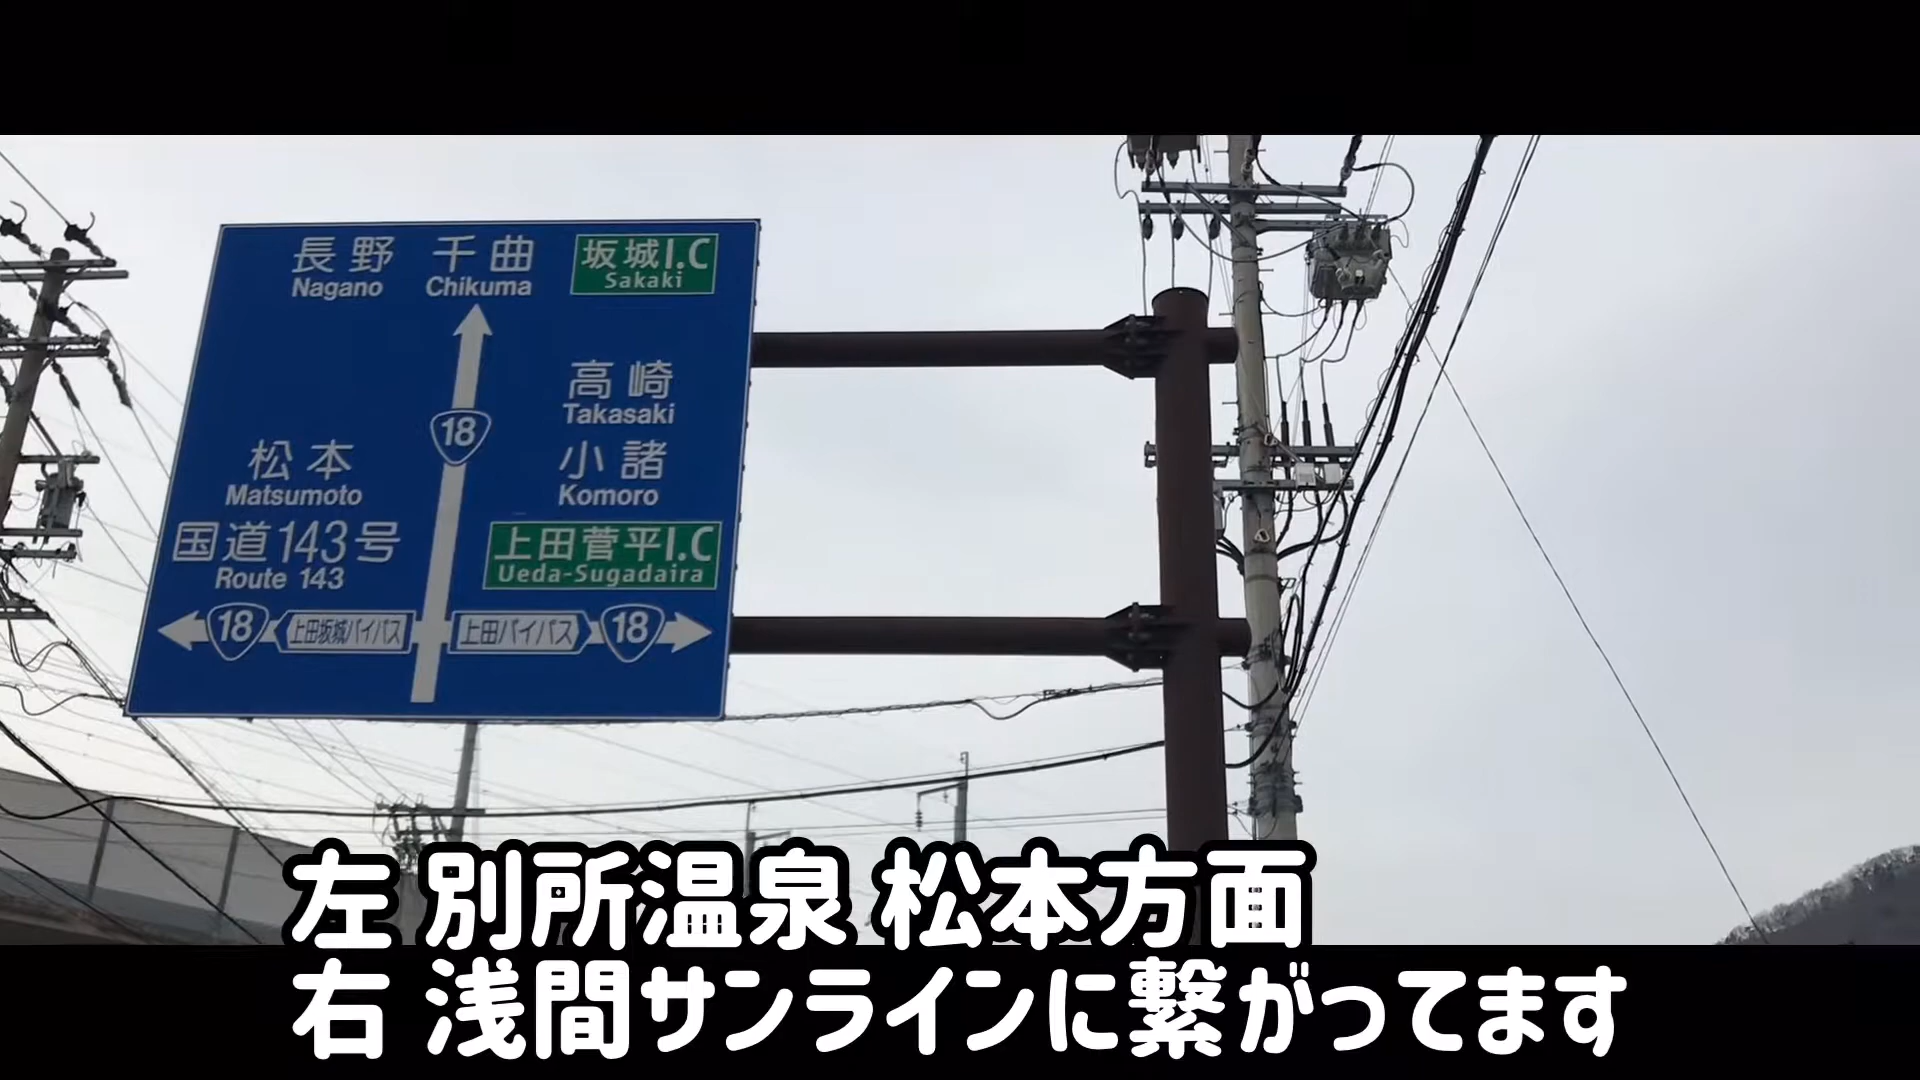 長野 千曲 坂城I.C
Nagano Chikuma Sakaki
18
高崎
Takasaki
松本 小諸
Matsumoto Komoro
国道143号 上田菅平I.C
Route 143 Ueda-Sugadaira
18 上田坂城バイパス 上田バイパス 18
左 別所温泉 松本方面
右 浅間サンラインに繋がってます